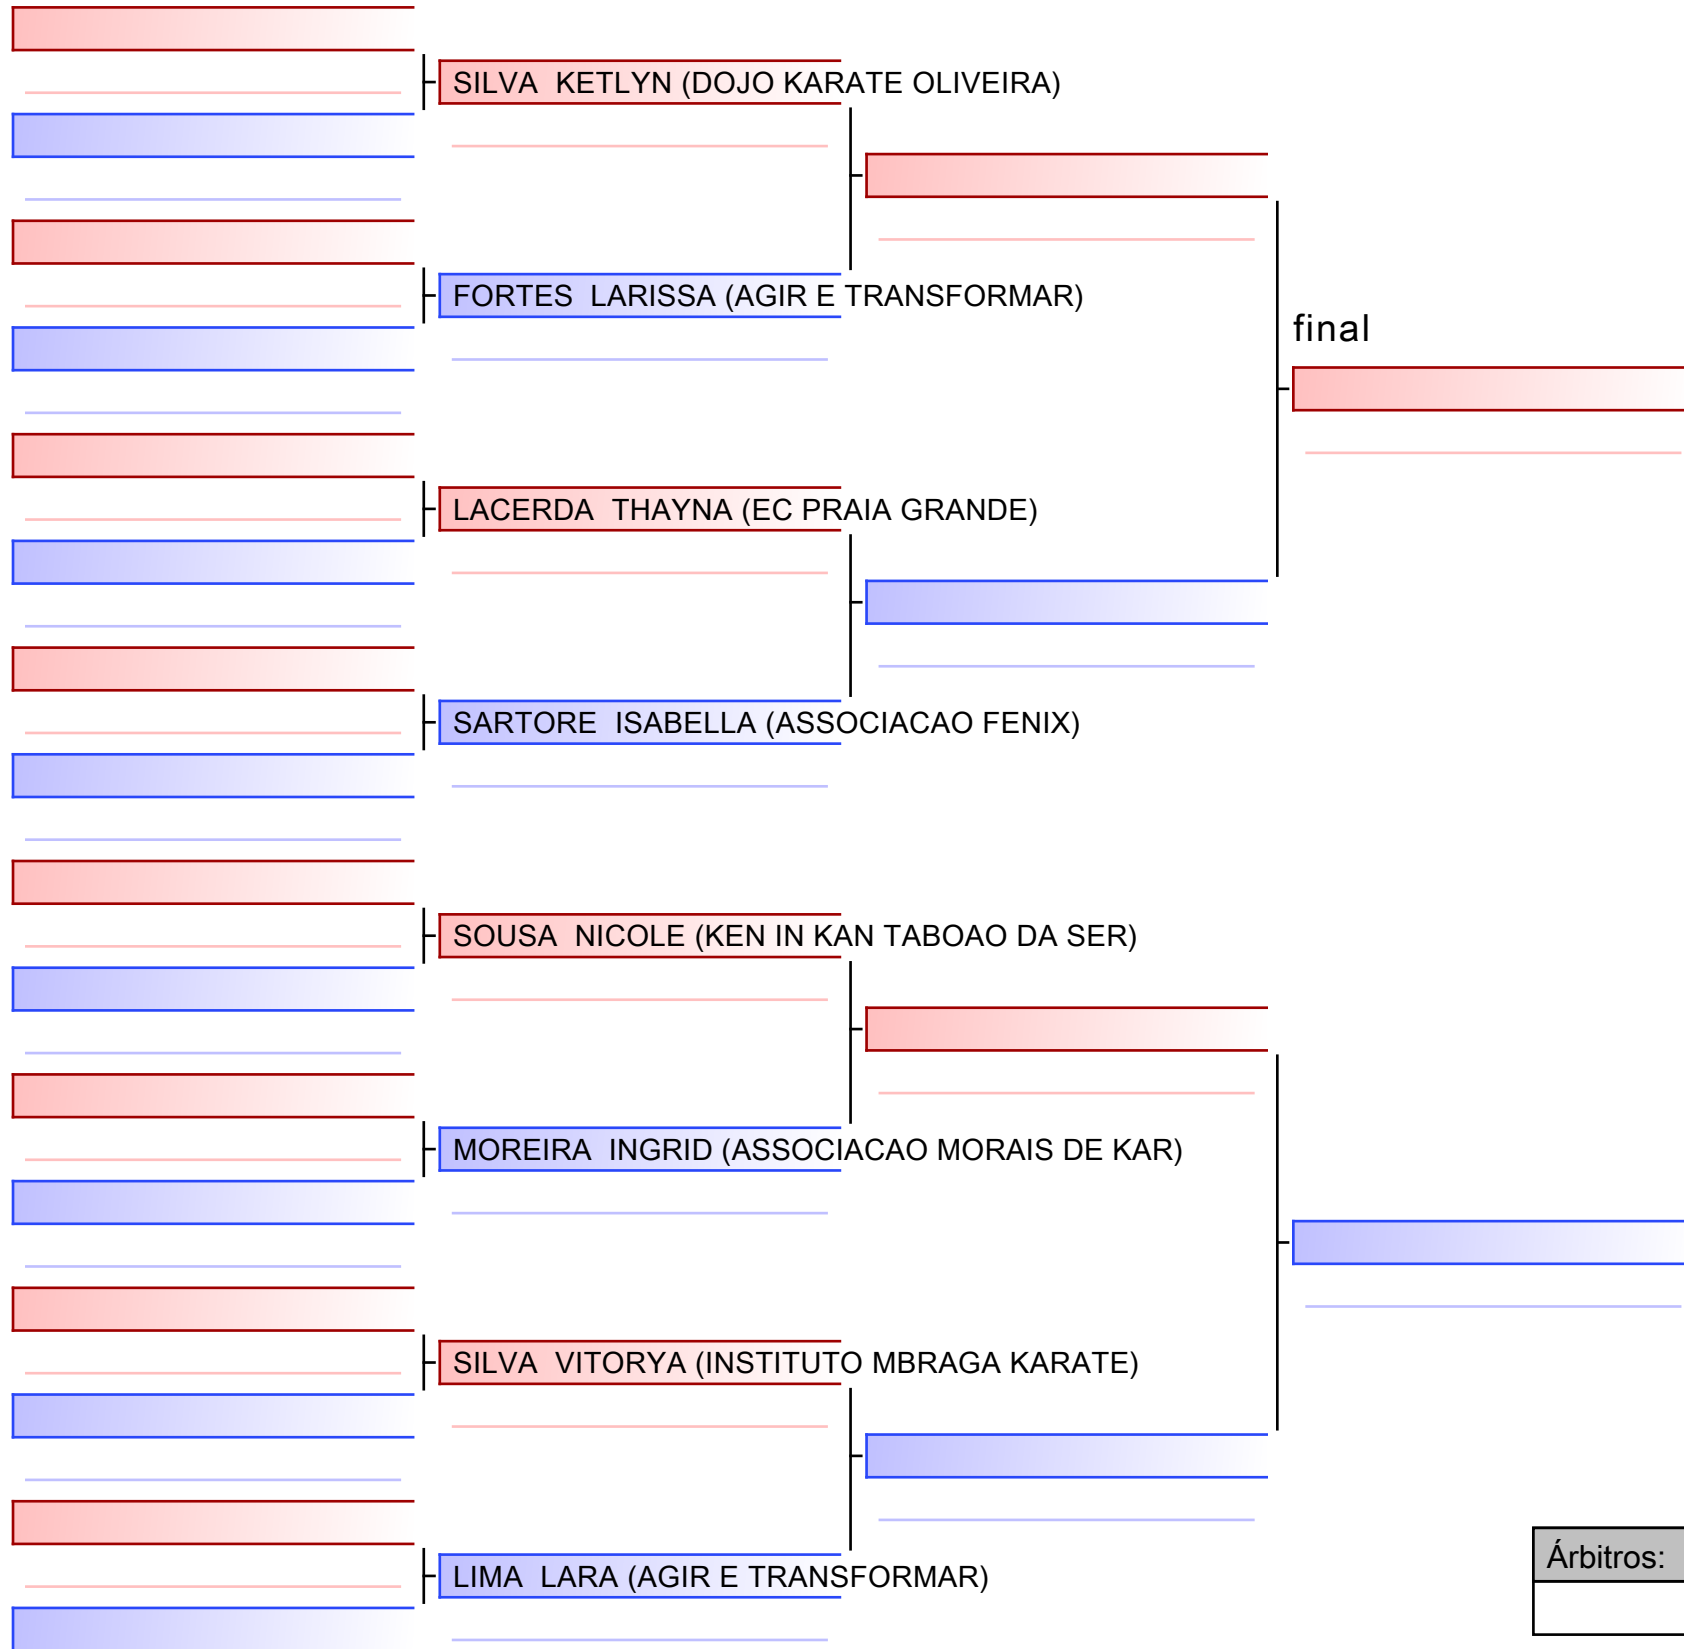 SILVA  KETLYN (DOJO KARATE OLIVEIRA)
FORTES  LARISSA (AGIR E TRANSFORMAR)
final
LACERDA  THAYNA (EC PRAIA GRANDE)
SARTORE  ISABELLA (ASSOCIACAO FENIX)
SOUSA  NICOLE (KEN IN KAN TABOAO DA SER)
MOREIRA  INGRID (ASSOCIACAO MORAIS DE KAR)
SILVA  VITORYA (INSTITUTO MBRAGA KARATE)
LIMA  LARA (AGIR E TRANSFORMAR)
Árbitros: